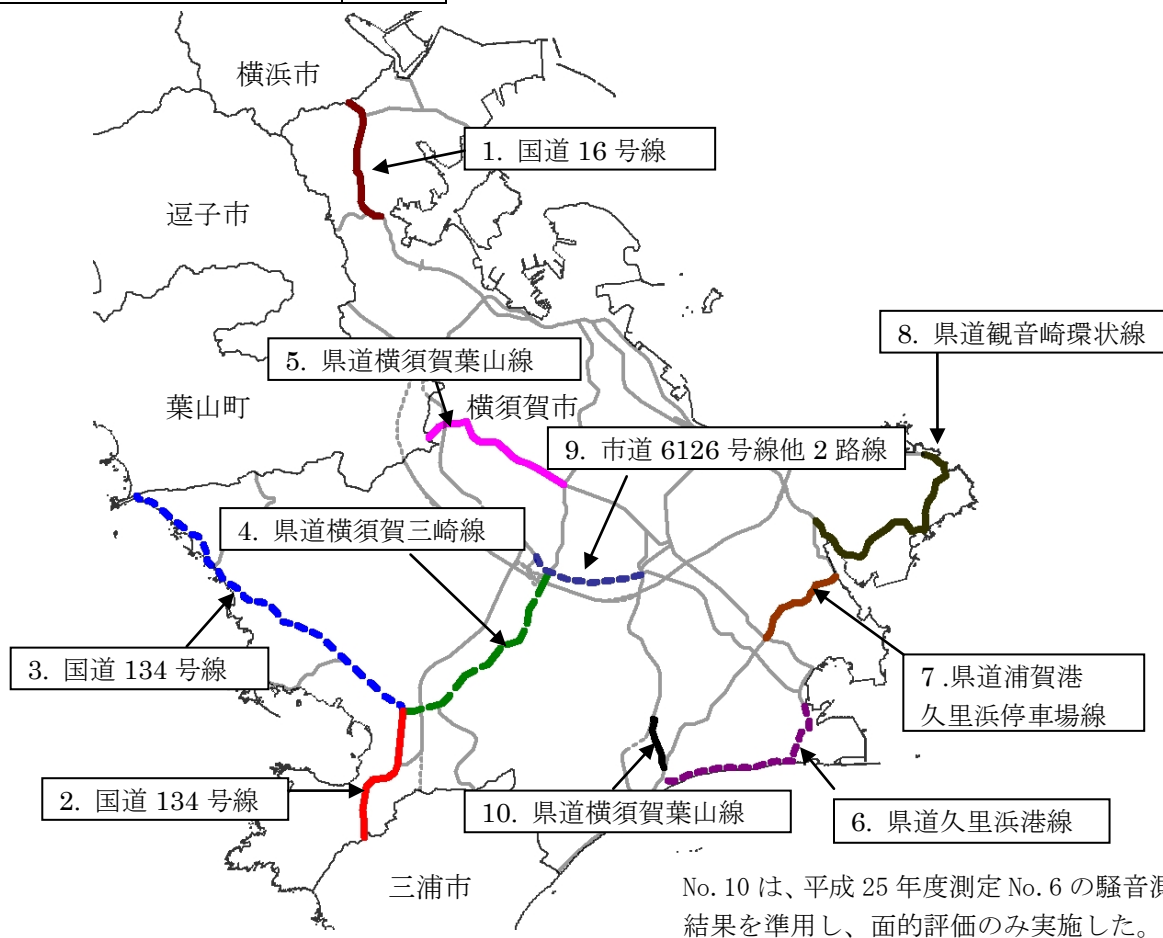 横浜市
1. 国道 16 号線
逗子市
8. 県道観音崎環状線
5. 県道横須賀葉山線
葉山町
横須賀市
9. 市道 6126 号線他 2 路線
4. 県道横須賀三崎線
3. 国道 134 号線
7 .県道浦賀港
久里浜停車場線
2. 国道 134 号線
10. 県道横須賀葉山線
6. 県道久里浜港線
三浦市
No. 10 は、平成 25 年度測定 No. 6 の騒音測
結果を準用し、面的評価のみ実施した。